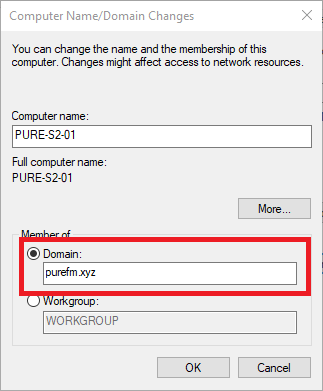 Computer Name/Domain Changes
You can change the name and the membership of this
computer. Changes might affect access to network resources.
Computer name:
PURE-S2-01
Full computer name:
PURE-S2-01
More...
Member of
Domain:
purefm.xyz
Workgroup:
WORKGROUP
OK Cancel